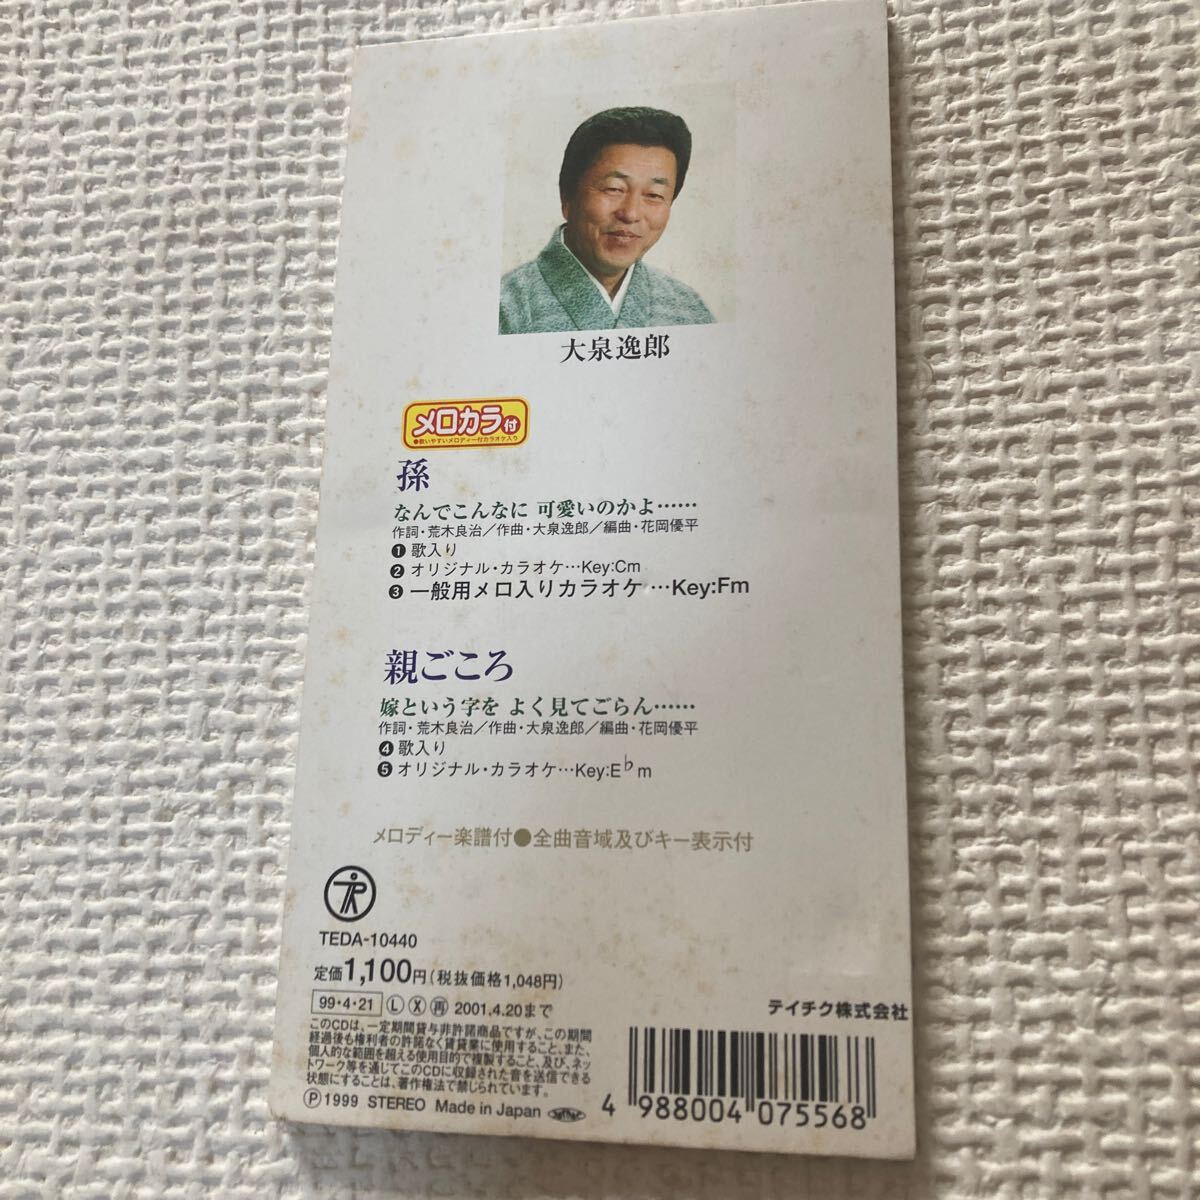 大泉逸郎
メロカラ付
●歌いやすいメロディー付カラオケ入り
孫
なんでこんなに 可愛いのかよ……
作詞・荒木良治／作曲・大泉逸郎／編曲・花岡優平
❶ 歌入り
❷ オリジナル・カラオケ…Key:Cm
❸ 一般用メロ入りカラオケ …Key:Fm
親ごころ
嫁という字を よく見てごらん……
作詞・荒木良治／作曲・大泉逸郎／編曲・花岡優平
❹ 歌入り
❺ オリジナル・カラオケ…Key:E♭m
メロディー楽譜付●全曲音域及びキー表示付
TEDA-10440
定価1,100円(税抜価格1,048円)
99・4・21 Ⓛ Ⓧ ㊢ 2001.4.20まで
テイチク株式会社
このCDは、一定期間貸与非許諾商品ですが、この期間
経過後も権利者の許諾なく賃貸業に使用すること、また、
個人的な範囲を超える使用目的で複製すること、及び、ネッ
トワーク等を通じてこのCDに収録された音を送信できる
状態にすることは、著作権法で禁じられています。
Ⓟ1999 STEREO Made in Japan
4 988004 075568